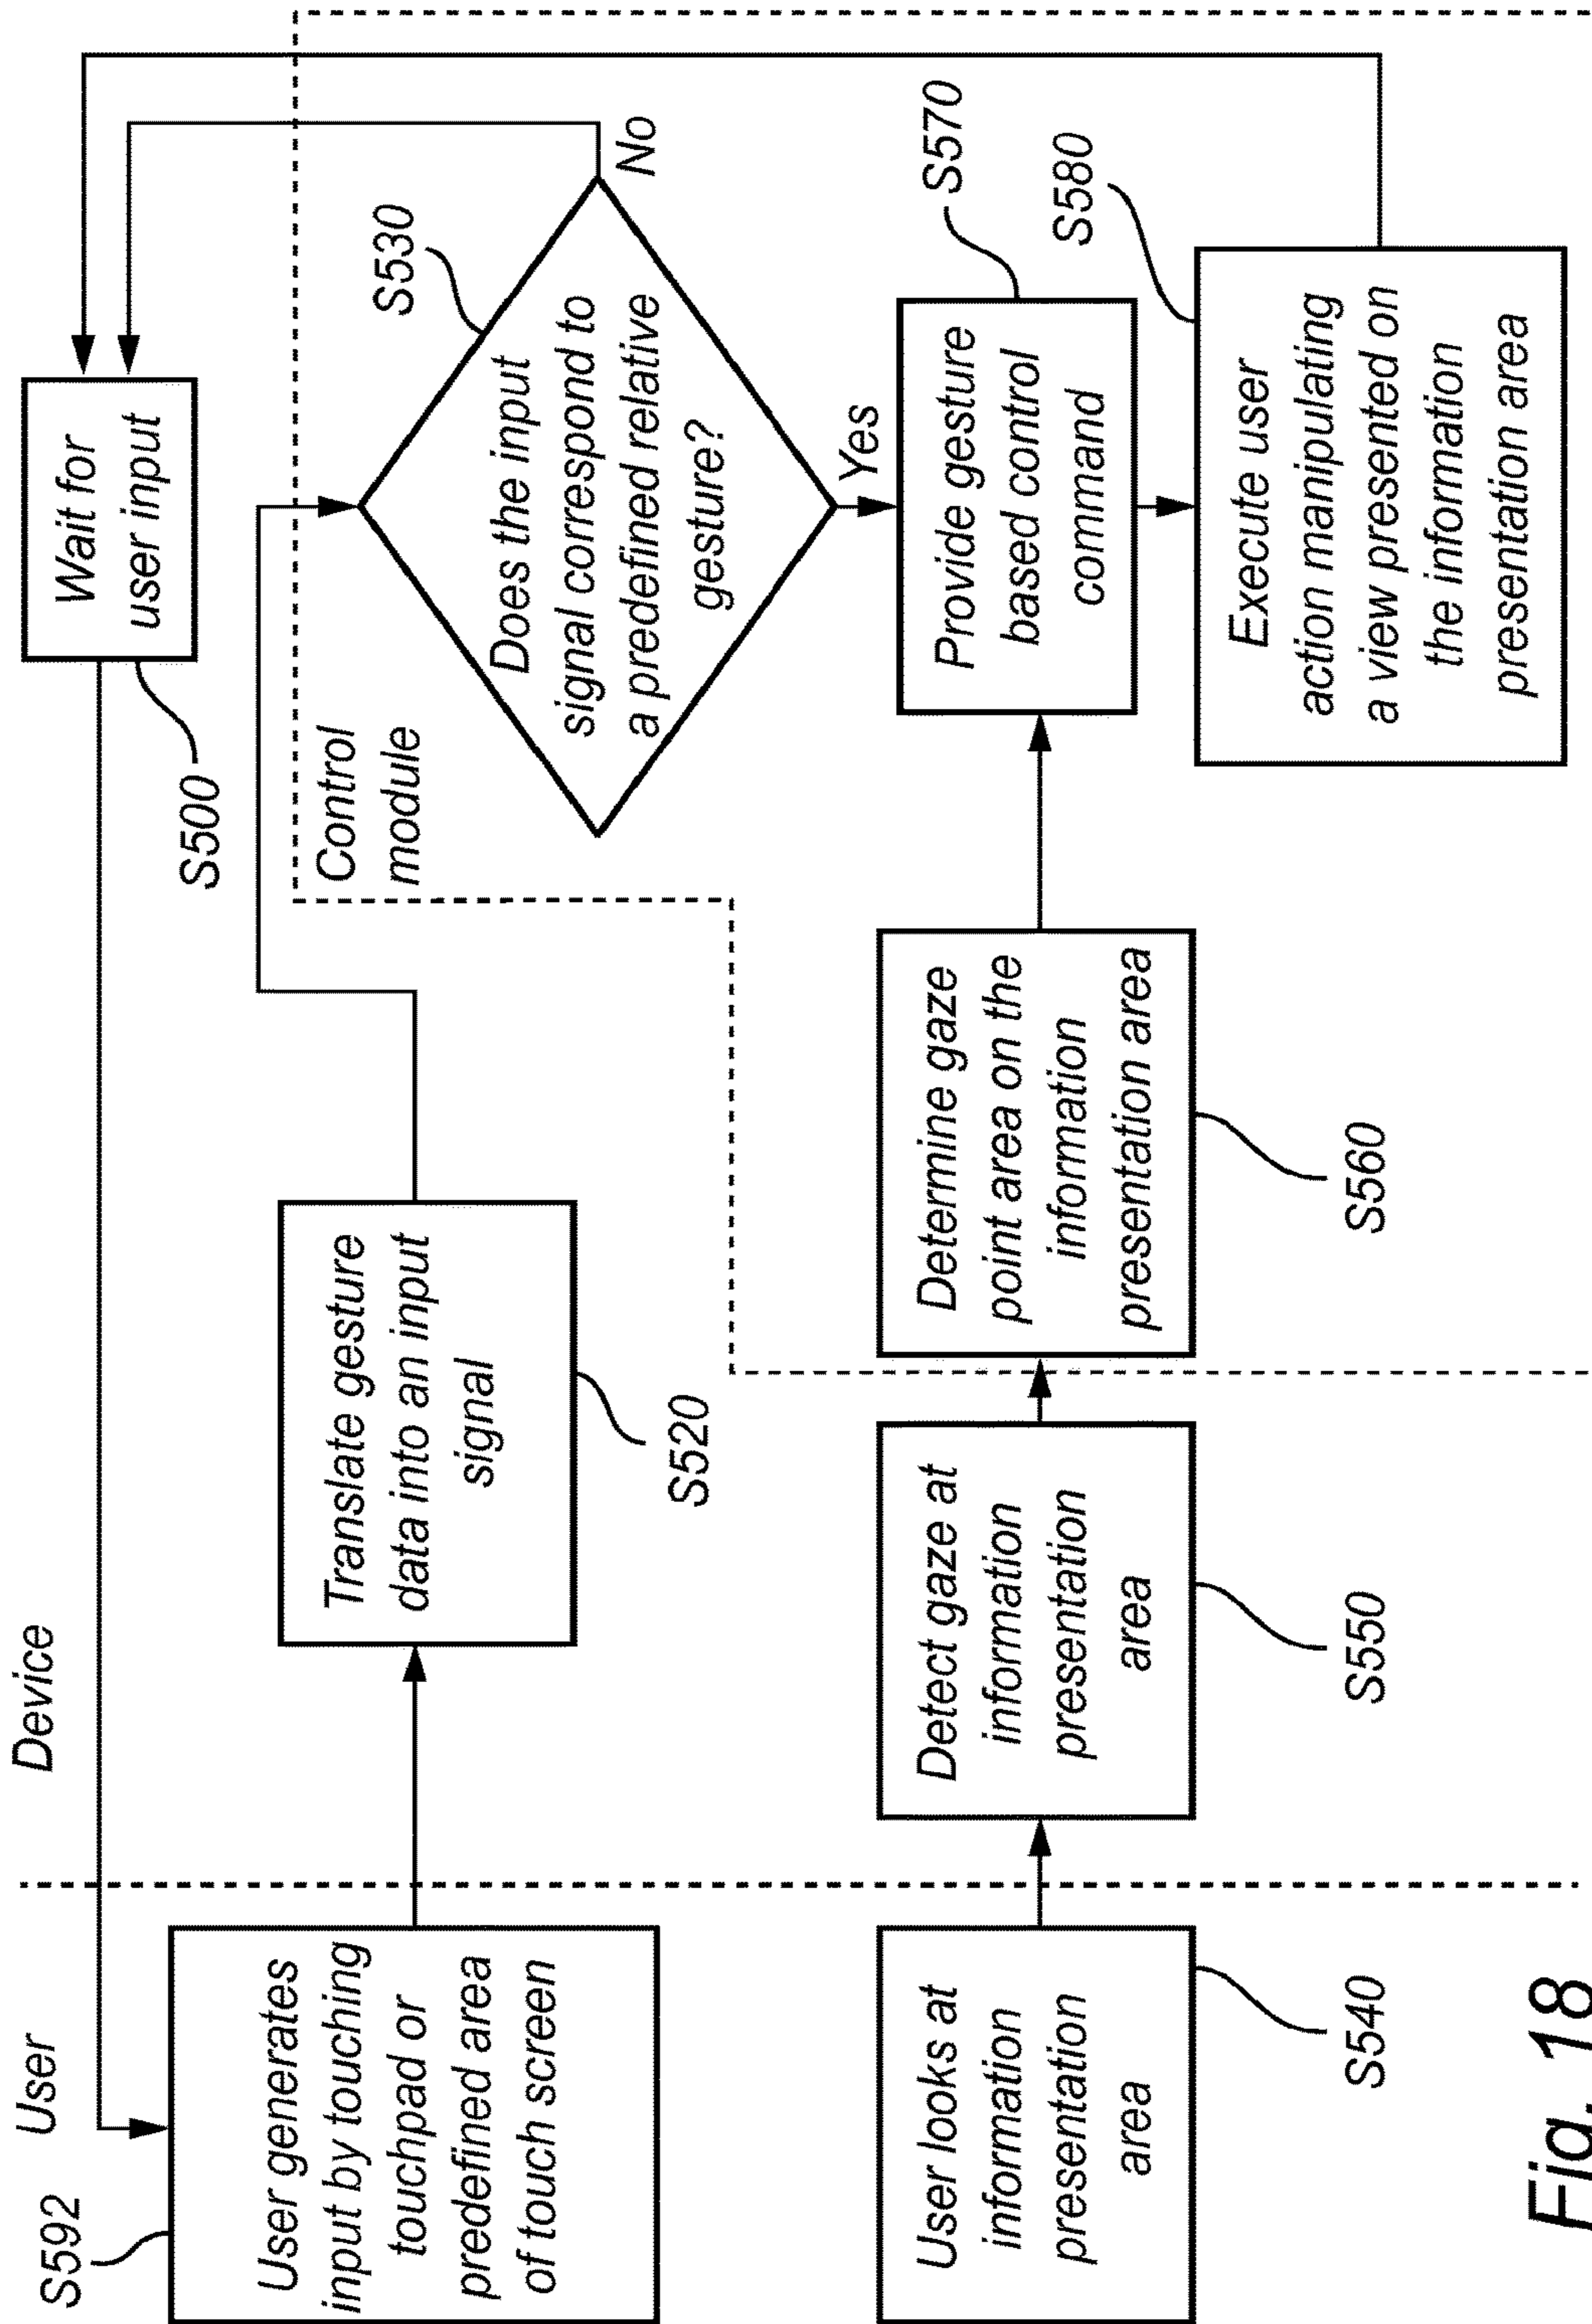 User
Device
S592
User generates
input by touching
touchpad or
predefined area
of touch screen
Translate gesture
data into an input
signal
S520
Wait for
user input
S500
Control
module
S530
Does the input
signal correspond to
a predefined relative
gesture?
No
Yes
User looks at
information
presentation
area
S540
Detect gaze at
information
presentation
area
S550
Determine gaze
point area on the
information
presentation area
S560
Provide gesture
based control
command
S570
Execute user
action manipulating
a view presented on
the information
presentation area
S580
Fig. 18